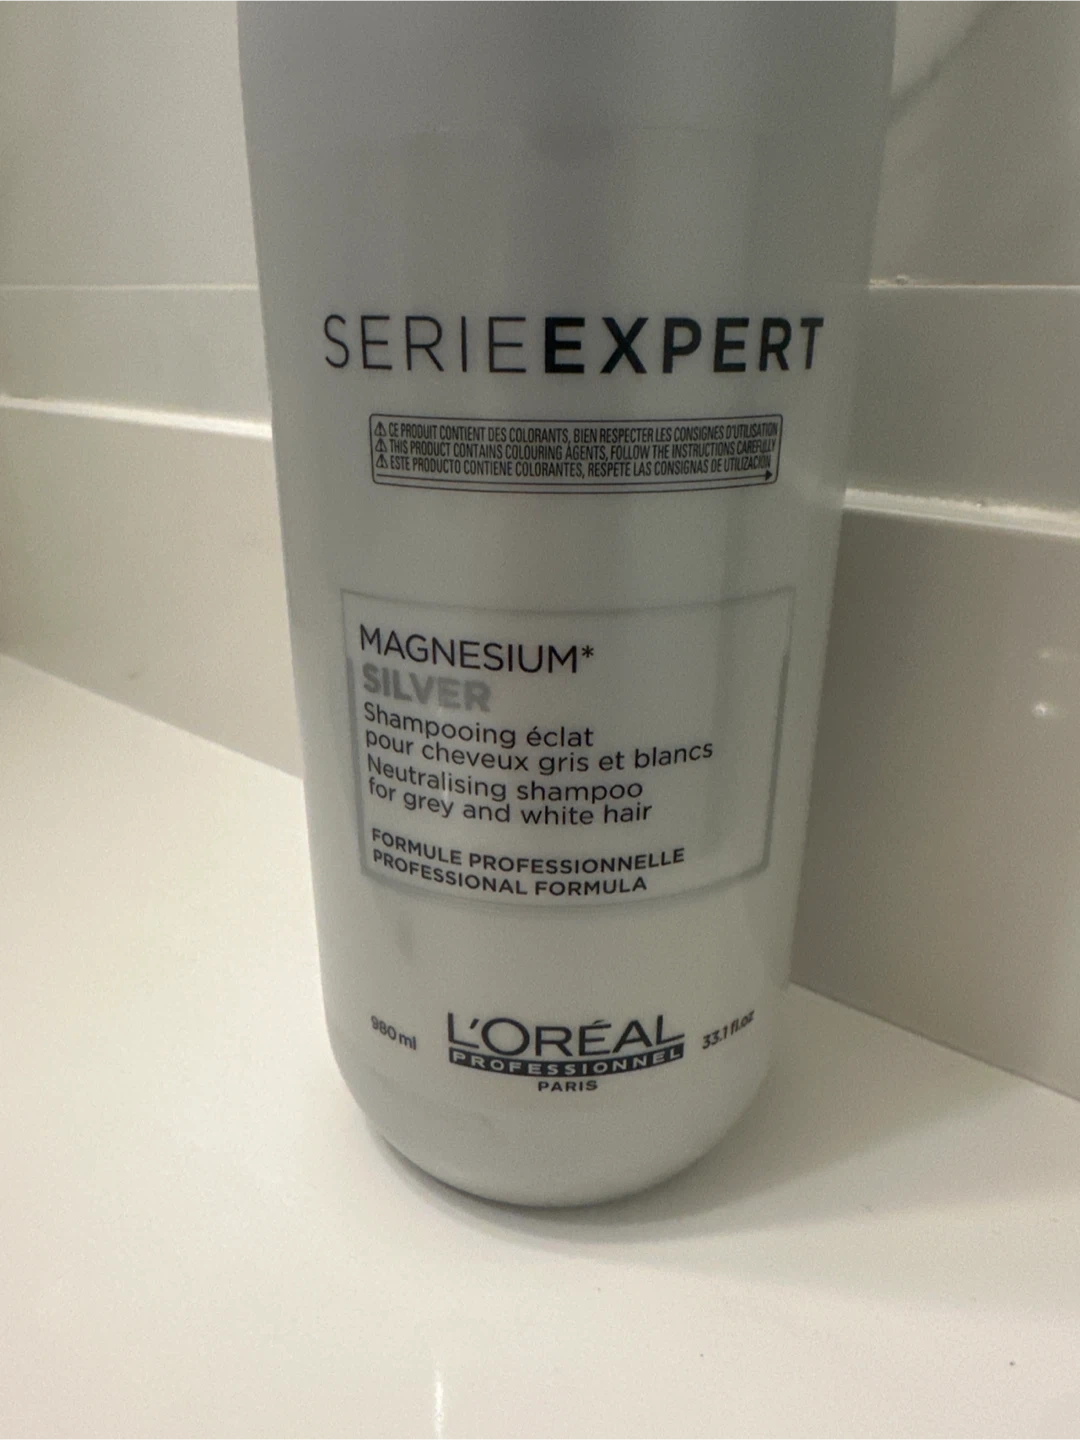 SERIEEXPERT
⚠ CE PRODUIT CONTIENT DES COLORANTS, BIEN RESPECTER LES CONSIGNES D'UTILISATION
⚠ THIS PRODUCT CONTAINS COLOURING AGENTS, FOLLOW THE INSTRUCTIONS CAREFULLY
⚠ ESTE PRODUCTO CONTIENE COLORANTES, RESPETE LAS CONSIGNAS DE UTILIZACIÓN
MAGNESIUM*
SILVER
Shampooing éclat
pour cheveux gris et blancs
Neutralising shampoo
for grey and white hair
FORMULE PROFESSIONNELLE
PROFESSIONAL FORMULA
980 ml
L'ORÉAL
PROFESSIONNEL
PARIS
33.1 fl.oz